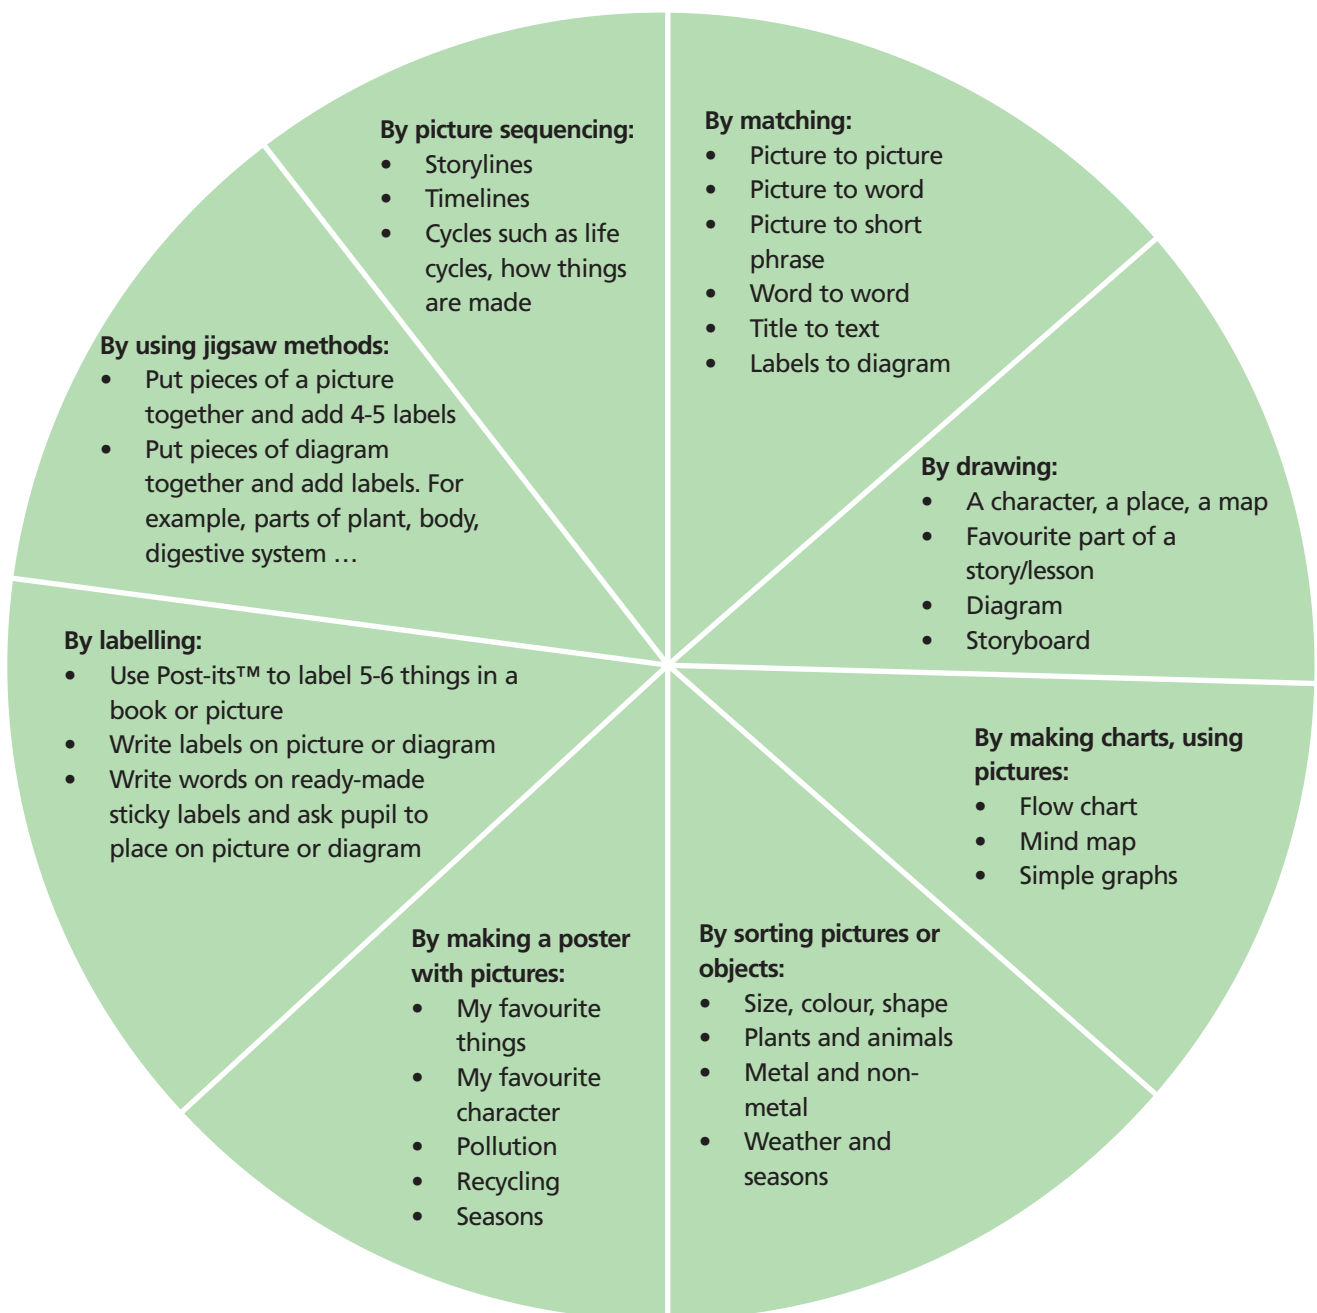 By picture sequencing:
• Storylines
• Timelines
• Cycles such as life
cycles, how things
are made
By matching:
• Picture to picture
• Picture to word
• Picture to short
phrase
• Word to word
• Title to text
• Labels to diagram
By drawing:
• A character, a place, a map
• Favourite part of a
story/lesson
• Diagram
• Storyboard
By making charts, using
pictures:
• Flow chart
• Mind map
• Simple graphs
By sorting pictures or
objects:
• Size, colour, shape
• Plants and animals
• Metal and non-
metal
• Weather and
seasons
By making a poster
with pictures:
• My favourite
things
• My favourite
character
• Pollution
• Recycling
• Seasons
By labelling:
• Use Post-its™ to label 5-6 things in a
book or picture
• Write labels on picture or diagram
• Write words on ready-made
sticky labels and ask pupil to
place on picture or diagram
By using jigsaw methods:
• Put pieces of a picture
together and add 4-5 labels
• Put pieces of diagram
together and add labels. For
example, parts of plant, body,
digestive system …